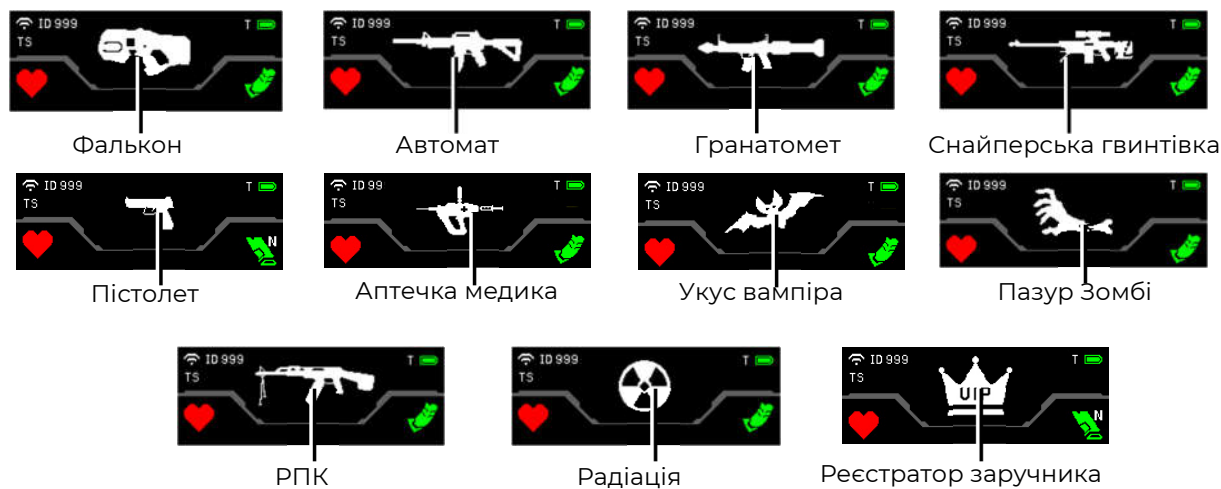 ID 999 T
TS
ID 999 T
TS
ID 999 T
TS
ID 999 T
TS
Фалькон
Автомат
Гранатомет
Снайперська гвинтівка
ID 999 T
TS
N
ID 99 T
TS
ID 999 T
TS
ID 999 T
TS
Пістолет
Аптечка медика
Укус вампіра
Пазур Зомбі
ID 999 T
TS
ID 999 T
TS
ID 999 T
TS
VIP
N
РПК
Радіація
Реєстратор заручника